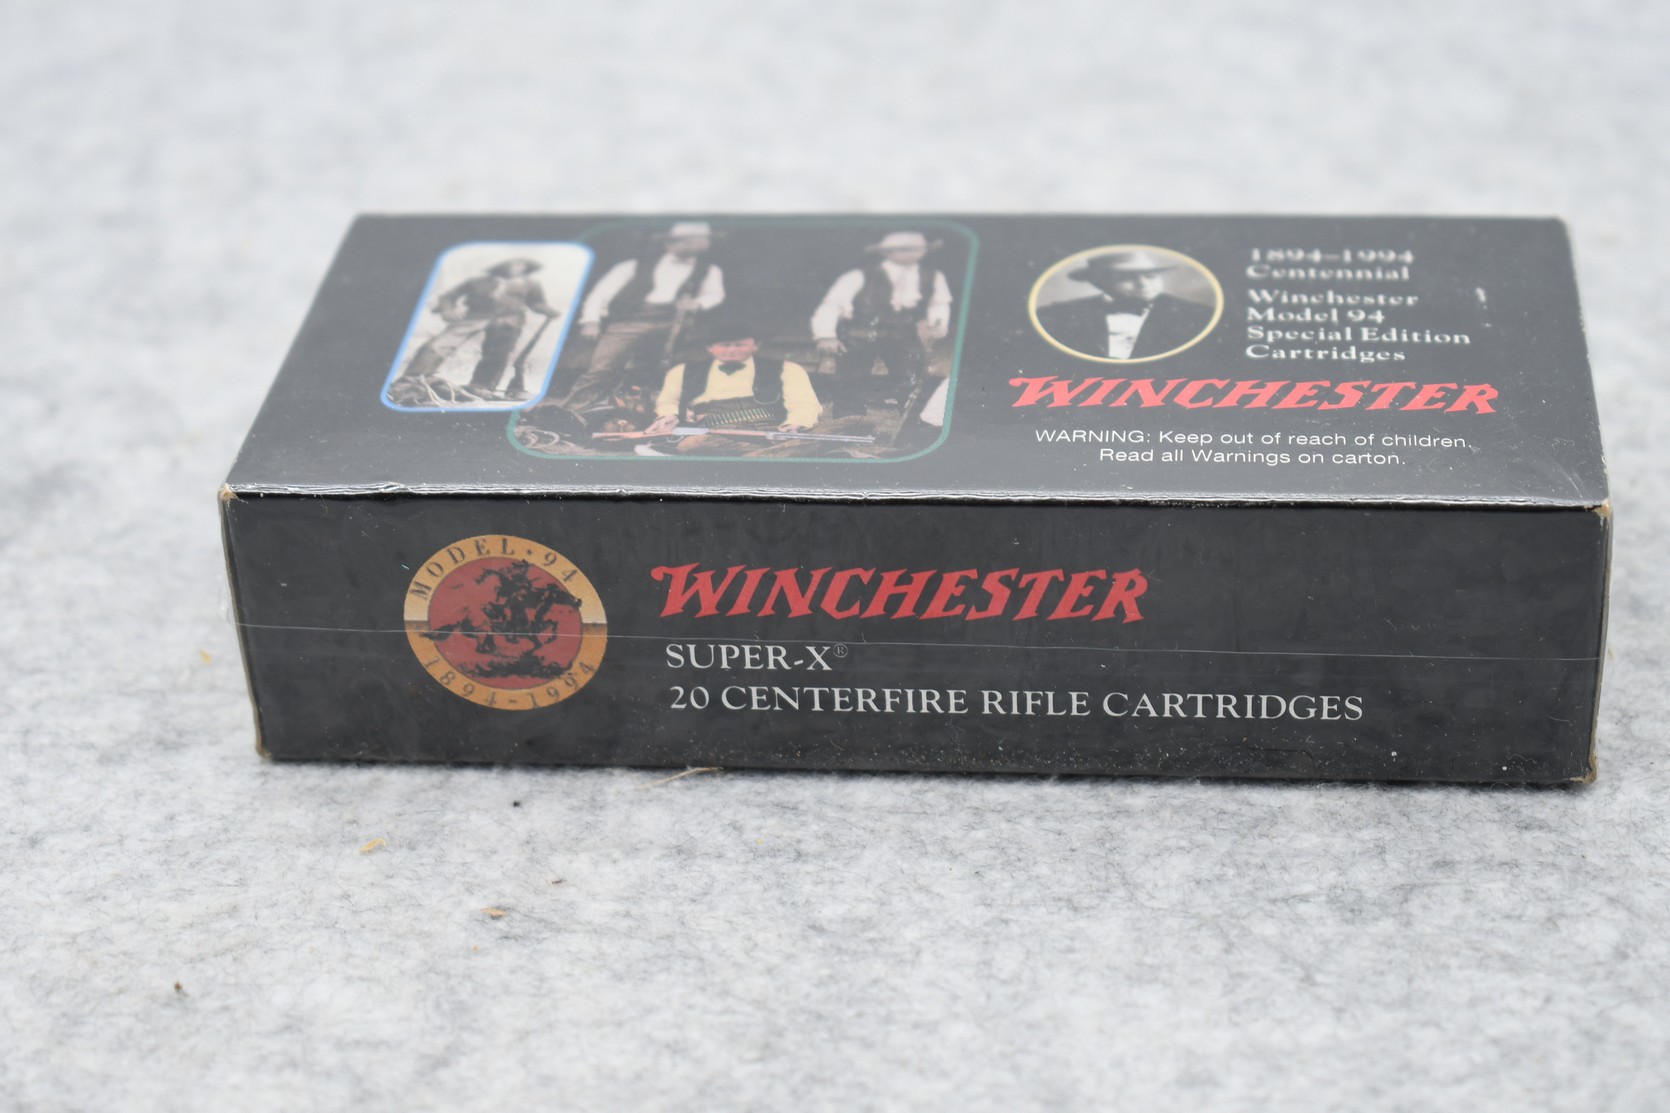 1894–1994
Centennial
Winchester
Model 94
Special Edition
Cartridges
WINCHESTER
WARNING: Keep out of reach of children.
Read all Warnings on carton.
MODEL·94
1894-1994
WINCHESTER
SUPER-X®
20 CENTERFIRE RIFLE CARTRIDGES